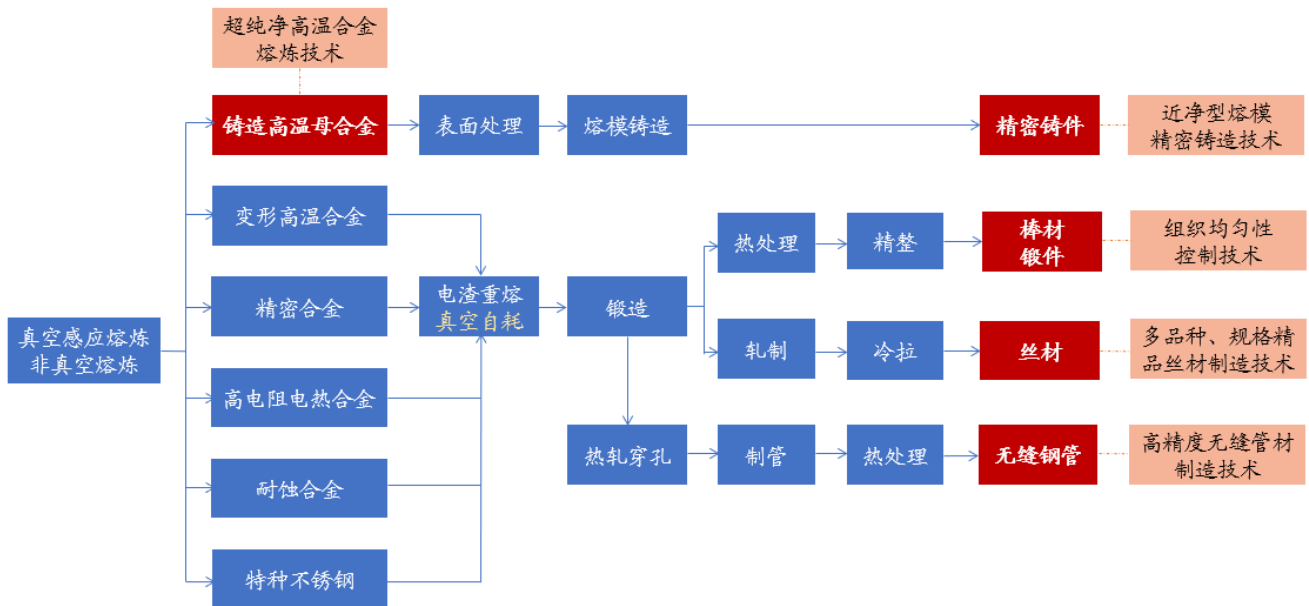 超纯净高温合金
熔炼技术
铸造高温母合金
表面处理
熔模铸造
精密铸件
近净型熔模
精密铸造技术
变形高温合金
热处理
精整
棒材
锻件
组织均匀性
控制技术
真空感应熔炼
非真空熔炼
精密合金
电渣重熔
真空自耗
锻造
轧制
冷拉
丝材
多品种、规格精
品丝材制造技术
高电阻电热合金
热轧穿孔
制管
热处理
无缝钢管
高精度无缝管材
制造技术
耐蚀合金
特种不锈钢